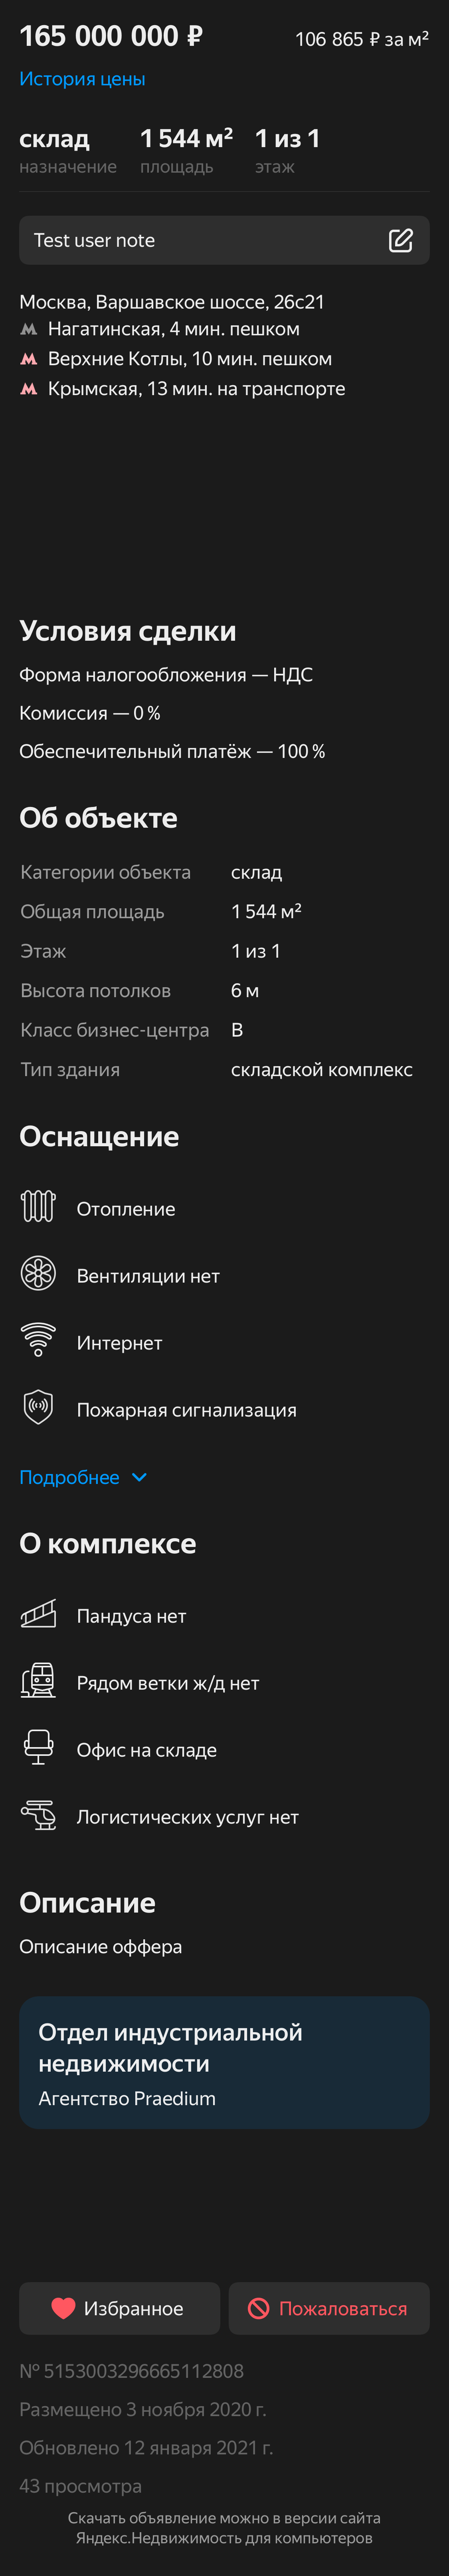 165 000 000 ₽
106 865 ₽ за м²
История цены
склад 1 544 м² 1 из 1
назначение площадь этаж
Test user note
Москва, Варшавское шоссе, 26с21
Нагатинская, 4 мин. пешком
Верхние Котлы, 10 мин. пешком
Крымская, 13 мин. на транспорте
Условия сделки
Форма налогообложения — НДС
Комиссия — 0 %
Обеспечительный платёж — 100 %
Об объекте
Категории объекта склад
Общая площадь 1 544 м²
Этаж 1 из 1
Высота потолков 6 м
Класс бизнес-центра B
Тип здания складской комплекс
Оснащение
Отопление
Вентиляции нет
Интернет
Пожарная сигнализация
Подробнее
О комплексе
Пандуса нет
Рядом ветки ж/д нет
Офис на складе
Логистических услуг нет
Описание
Описание оффера
Отдел индустриальной
недвижимости
Агентство Praedium
Избранное Пожаловаться
№ 5153003296665112808
Размещено 3 ноября 2020 г.
Обновлено 12 января 2021 г.
43 просмотра
Скачать объявление можно в версии сайта
Яндекс.Недвижимость для компьютеров